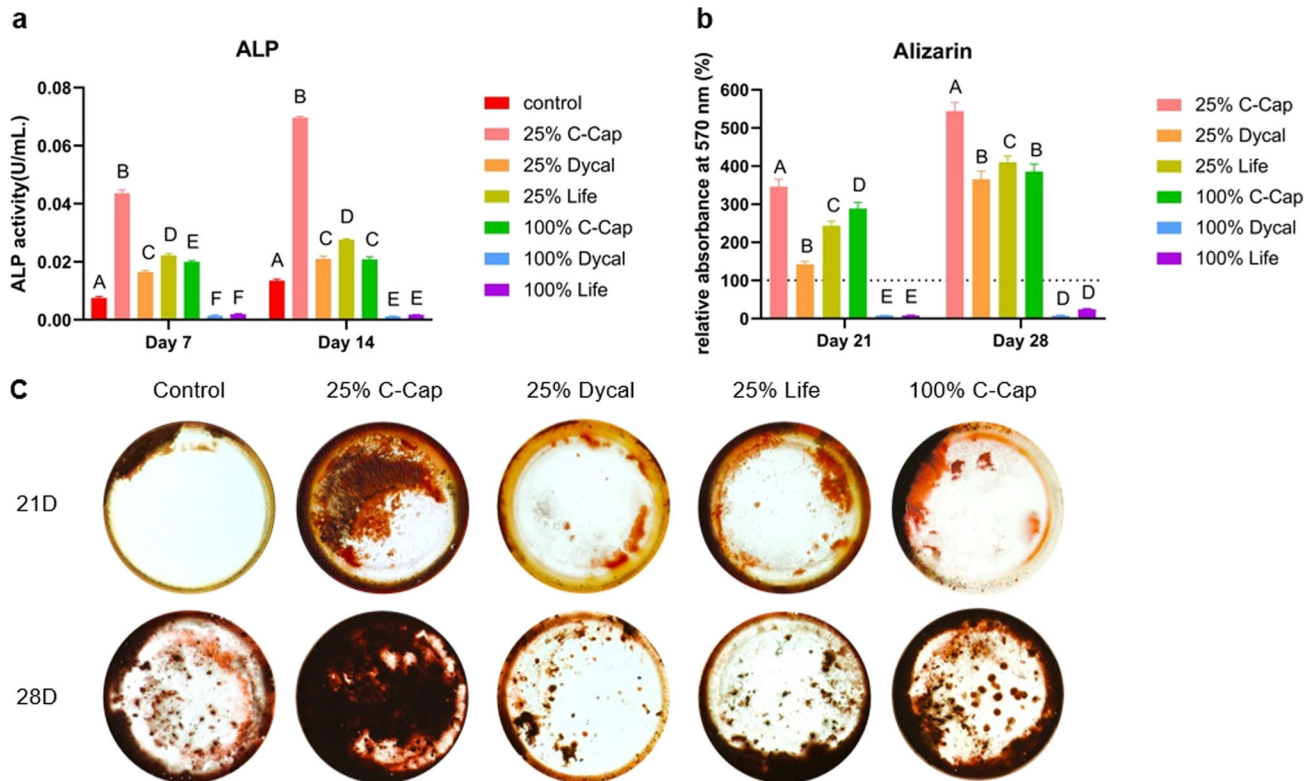 a
ALP
ALP activity(U/mL.)
0.08
0.06
0.04
0.02
0.00
A
B
C
D
E
F
F
A
B
C
D
C
E
E
Day 7
Day 14
control
25% C-Cap
25% Dycal
25% Life
100% C-Cap
100% Dycal
100% Life
b
Alizarin
relative absorbance at 570 nm (%)
600
500
400
300
200
100
0
A
B
C
D
E
E
A
B
C
B
D
D
Day 21
Day 28
25% C-Cap
25% Dycal
25% Life
100% C-Cap
100% Dycal
100% Life
C
Control
25% C-Cap
25% Dycal
25% Life
100% C-Cap
21D
28D